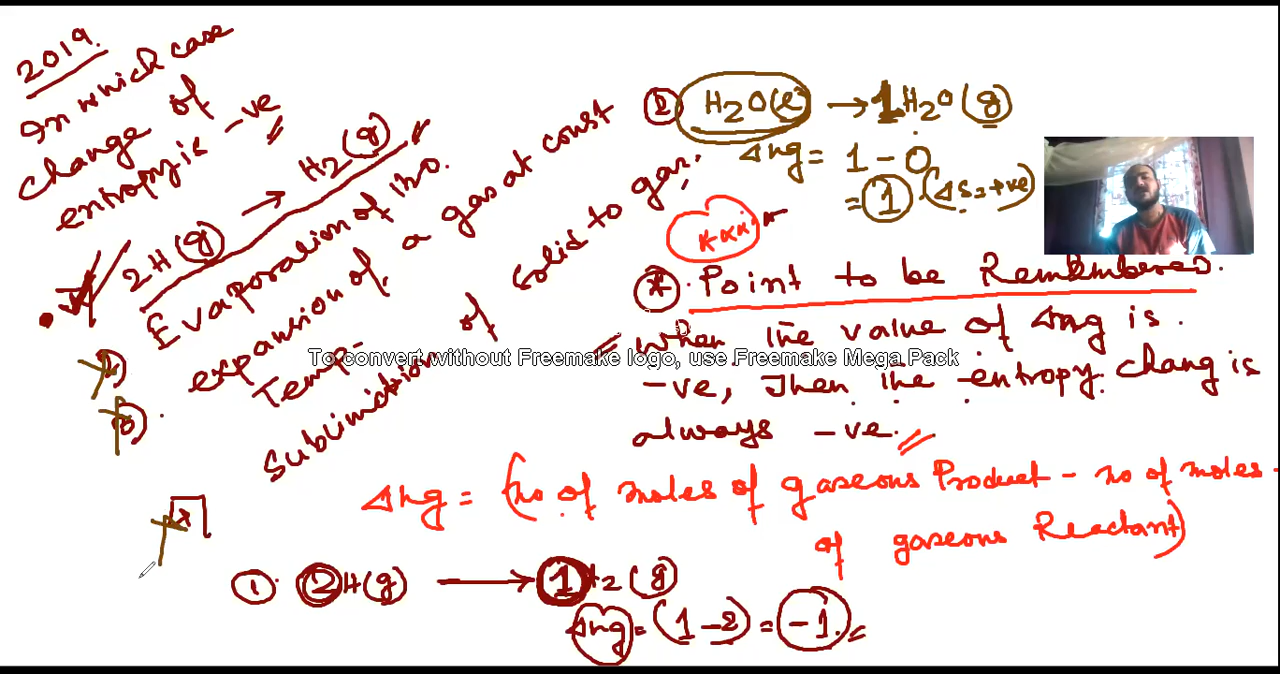 2019.
In which case
change of
entropy is -ve
2H(g) → H2(g)
Evaporation of H2O.
expansion of a gas at const
Temp-
Sublimiction of solid to gas.
② H2O(l) → 1 H2O(g)
Δng = 1 - 0
= 1 (ΔS = +ve)
* Point to be Remembered.
When the value of Δng is.
-ve, Then the entropy chang is
always -ve.
To convert without Freemake logo, use Freemake Mega Pack
Δng = (no of moles of gaseous Product - no of moles
of gaseous Reactant)
① 2H(g) → 1H2(g)
Δng = (1-2) = -1